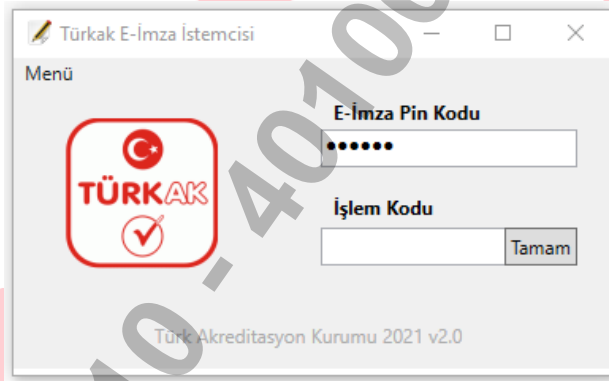 Türkak E-İmza İstemcisi
Menü
E-İmza Pin Kodu
••••••
TÜRKAK
İşlem Kodu
Tamam
Türk Akreditasyon Kurumu 2021 v2.0